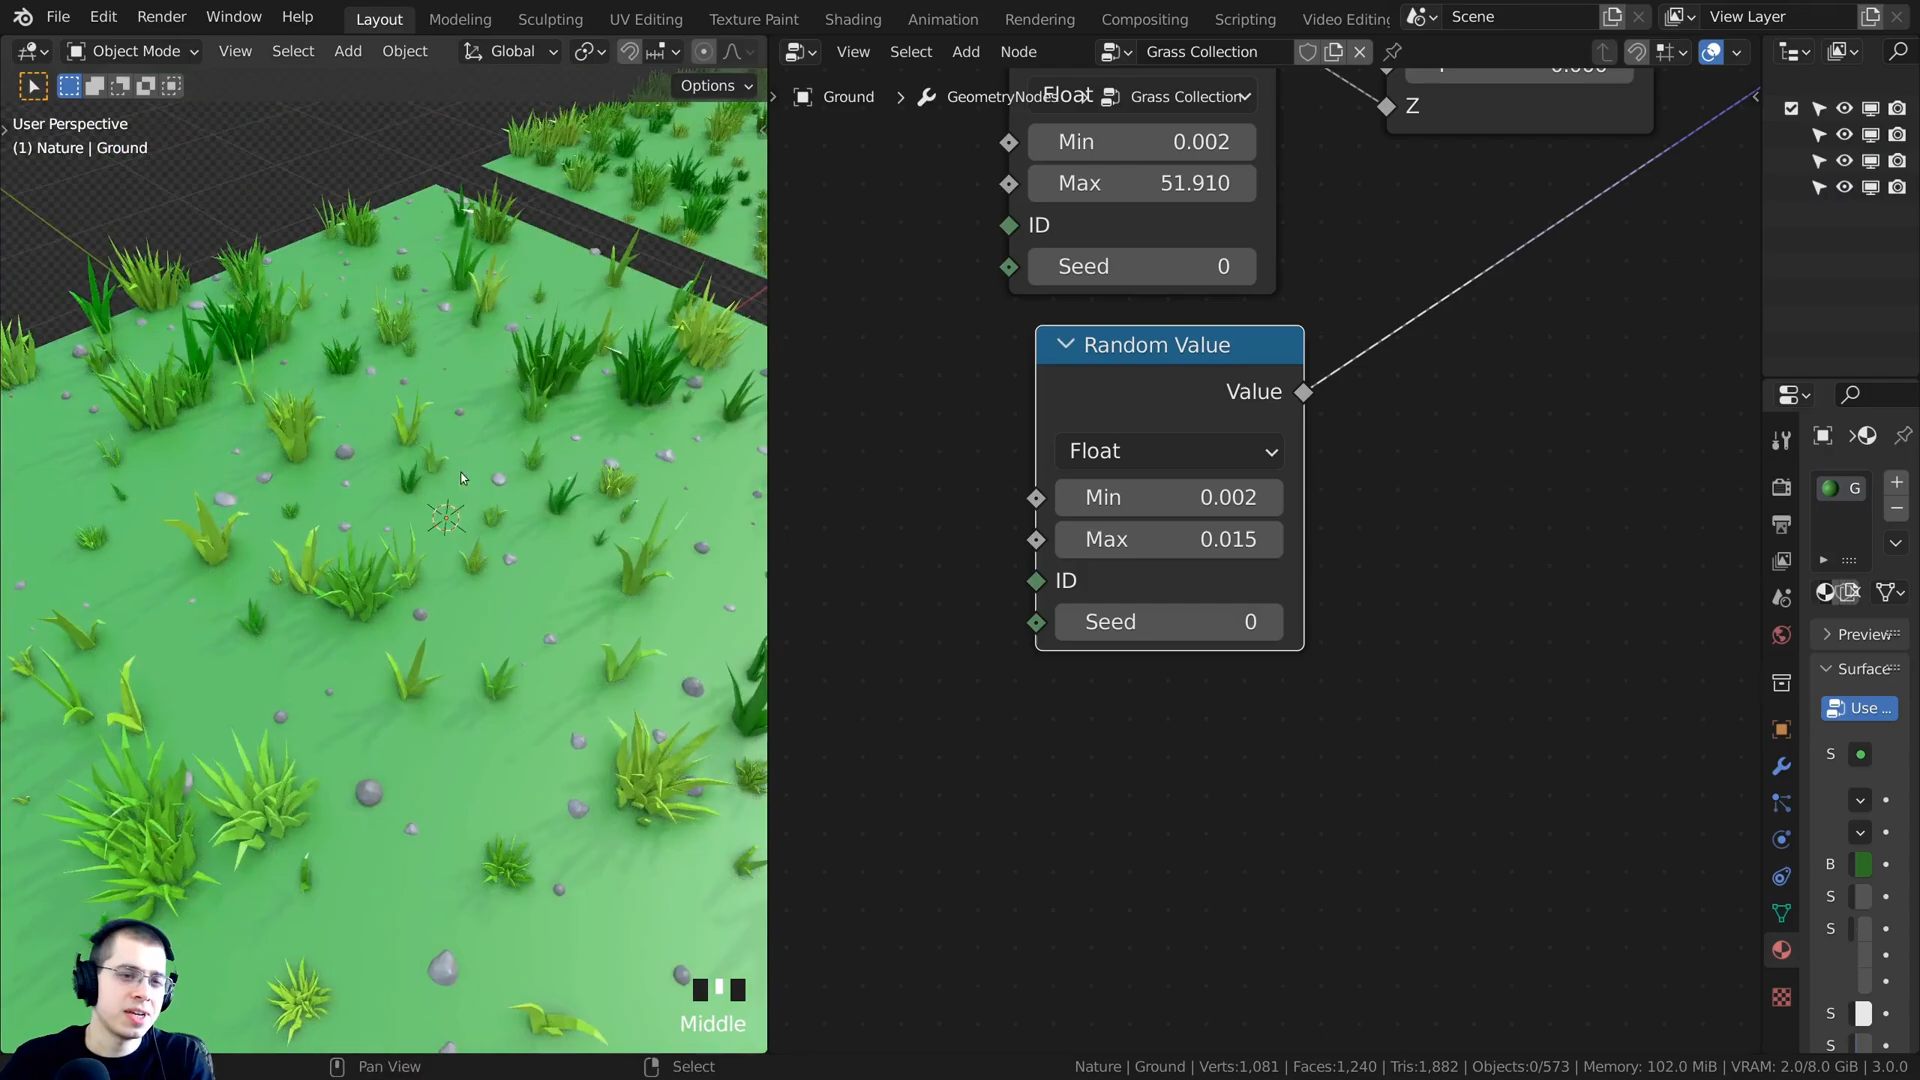 File Edit Render Window Help Layout Modeling Sculpting UV Editing Texture Paint Shading Animation Rendering Compositing Scripting Video Editing Scene View Layer
Object Mode View Select Add Object Global View Select Add Node Grass Collection
Options
User Perspective
(1) Nature | Ground
Ground > GeometryNodes Grass Collection
Float
Z
Min 0.002
Max 51.910
ID
Seed 0
Random Value
Value
Float
Min 0.002
Max 0.015
ID
Seed 0
G
Preview
Surface
Use ...
S
B
S
S
S
S
Middle
Pan View Select Nature | Ground | Verts:1,081 | Faces:1,240 | Tris:1,882 | Objects:0/573 | Memory: 102.0 MiB | VRAM: 2.0/8.0 GiB | 3.0.0